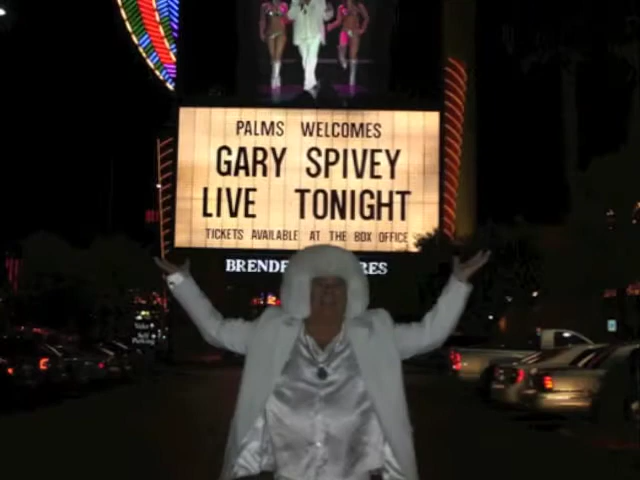 PALMS WELCOMES
GARY SPIVEY
LIVE TONIGHT
TICKETS AVAILABLE AT THE BOX OFFICE